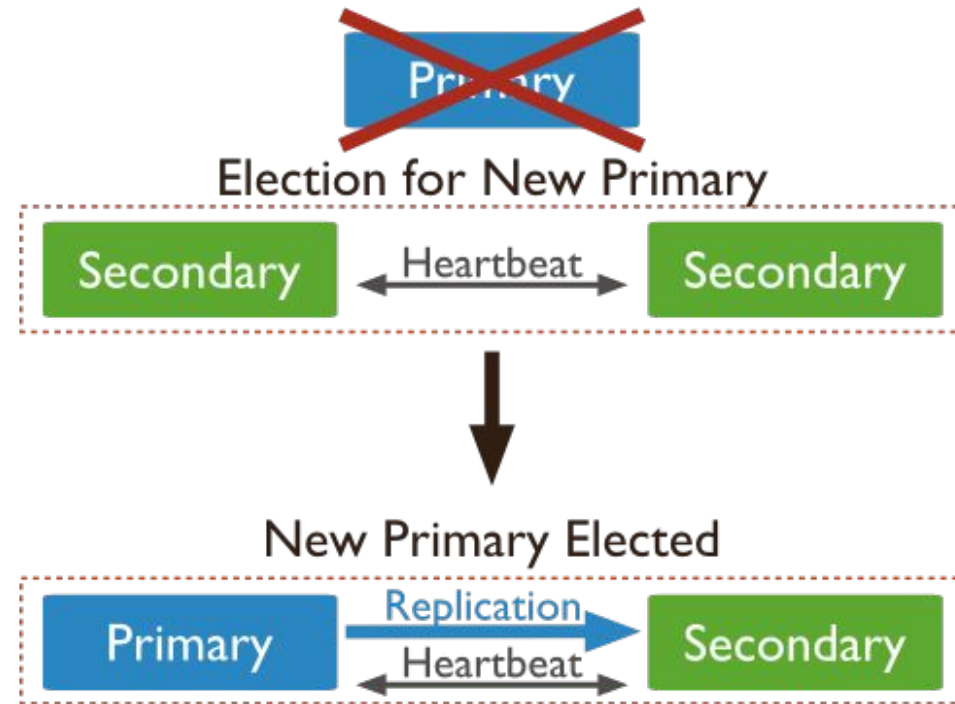 Primary
Election for New Primary
Secondary Heartbeat Secondary
New Primary Elected
Replication
Primary Secondary
Heartbeat